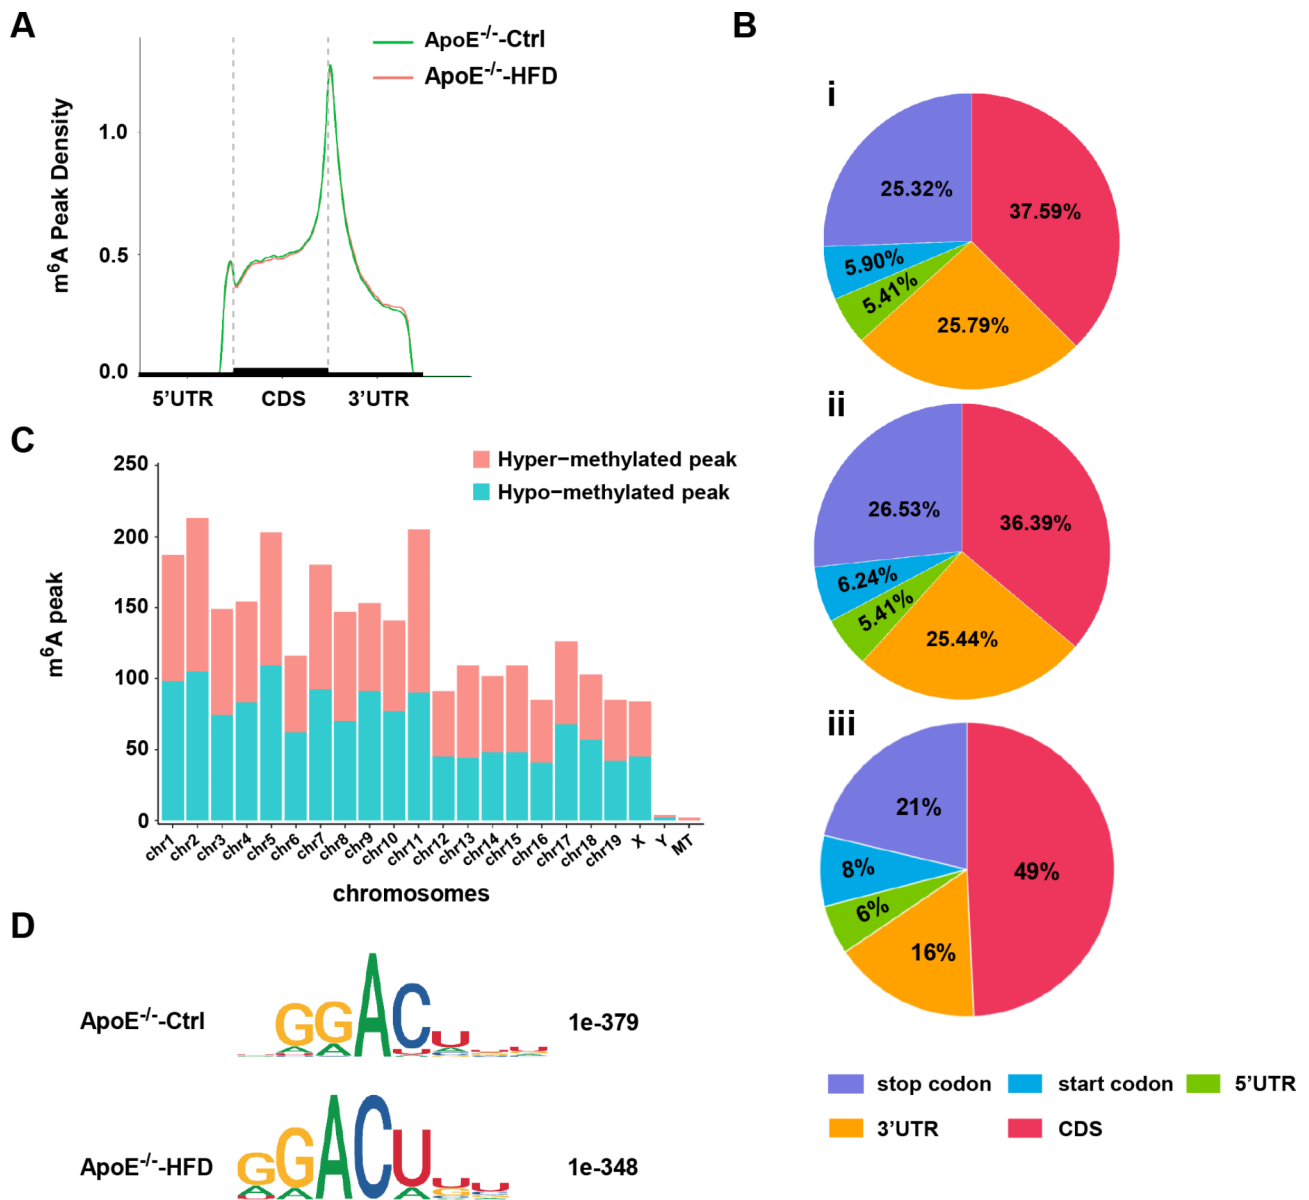 A
ApoE-/--Ctrl
ApoE-/--HFD
m6A Peak Density
1.0
0.5
0.0
5’UTR CDS 3’UTR
B
i
25.32%
37.59%
5.90%
5.41%
25.79%
ii
26.53%
36.39%
6.24%
5.41%
25.44%
iii
21%
49%
8%
6%
16%
stop codon start codon 5’UTR
3’UTR CDS
C
Hyper−methylated peak
Hypo−methylated peak
m6A peak
250
200
150
100
50
0
chr1 chr2 chr3 chr4 chr5 chr6 chr7 chr8 chr9 chr10 chr11 chr12 chr13 chr14 chr15 chr16 chr17 chr18 chr19 X Y MT
chromosomes
D
ApoE-/--Ctrl GGACU 1e-379
ApoE-/--HFD GGACU 1e-348